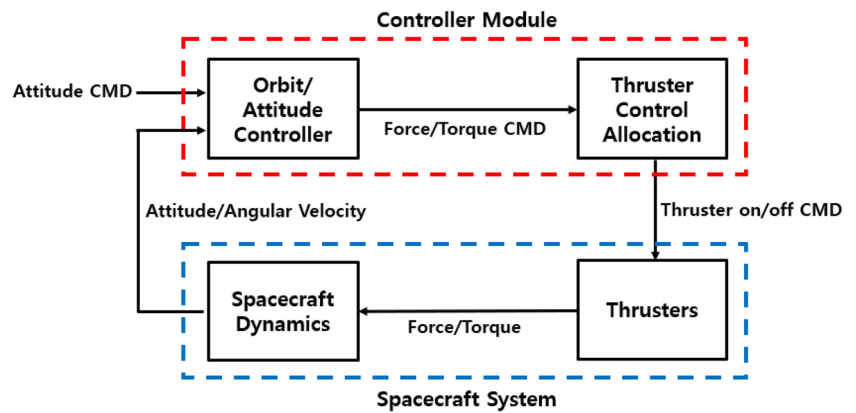 Controller Module
Attitude CMD
Orbit/
Attitude
Controller
Force/Torque CMD
Thruster
Control
Allocation
Attitude/Angular Velocity
Thruster on/off CMD
Spacecraft
Dynamics
Force/Torque
Thrusters
Spacecraft System